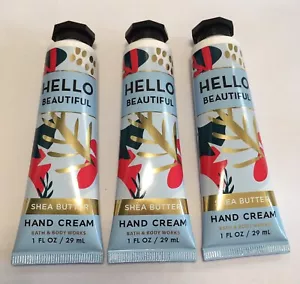 HELLO
BEAUTIFUL
SHEA BUTTER
HAND CREAM
BATH & BODY WORKS
1 FL OZ / 29 mL
HELLO
BEAUTIFUL
SHEA BUTTER
HAND CREAM
BATH & BODY WORKS
1 FL OZ / 29 mL
HELLO
BEAUTIFUL
SHEA BUTTER
HAND CREAM
BATH & BODY WORKS
1 FL OZ / 29 mL